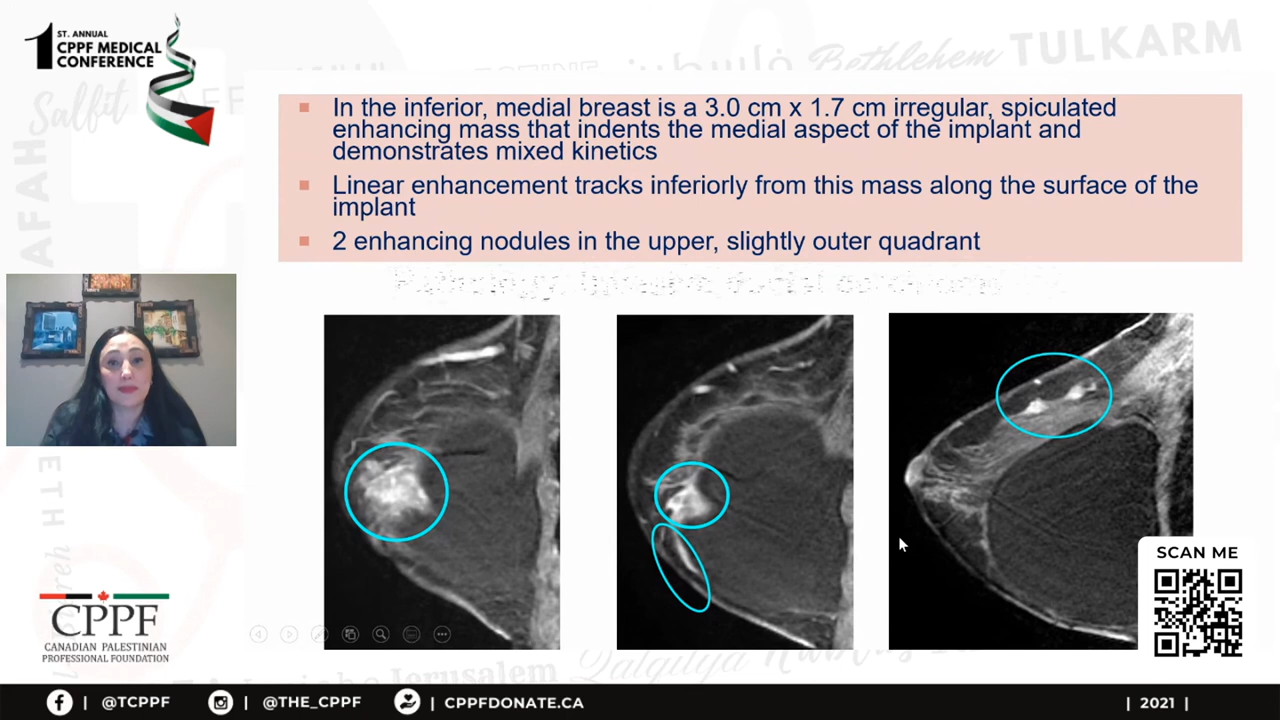 1 ST. ANNUAL
CPPF MEDICAL
CONFERENCE
Salfit
Bethlehem
TULKARM
▪ In the inferior, medial breast is a 3.0 cm x 1.7 cm irregular, spiculated
enhancing mass that indents the medial aspect of the implant and
demonstrates mixed kinetics
▪ Linear enhancement tracks inferiorly from this mass along the surface of the
implant
▪ 2 enhancing nodules in the upper, slightly outer quadrant
CPPF
CANADIAN PALESTINIAN
PROFESSIONAL FOUNDATION
SCAN ME
Jerusalem
Qalqilya
| @TCPPF
| @THE_CPPF
| CPPFDONATE.CA
| 2021 |